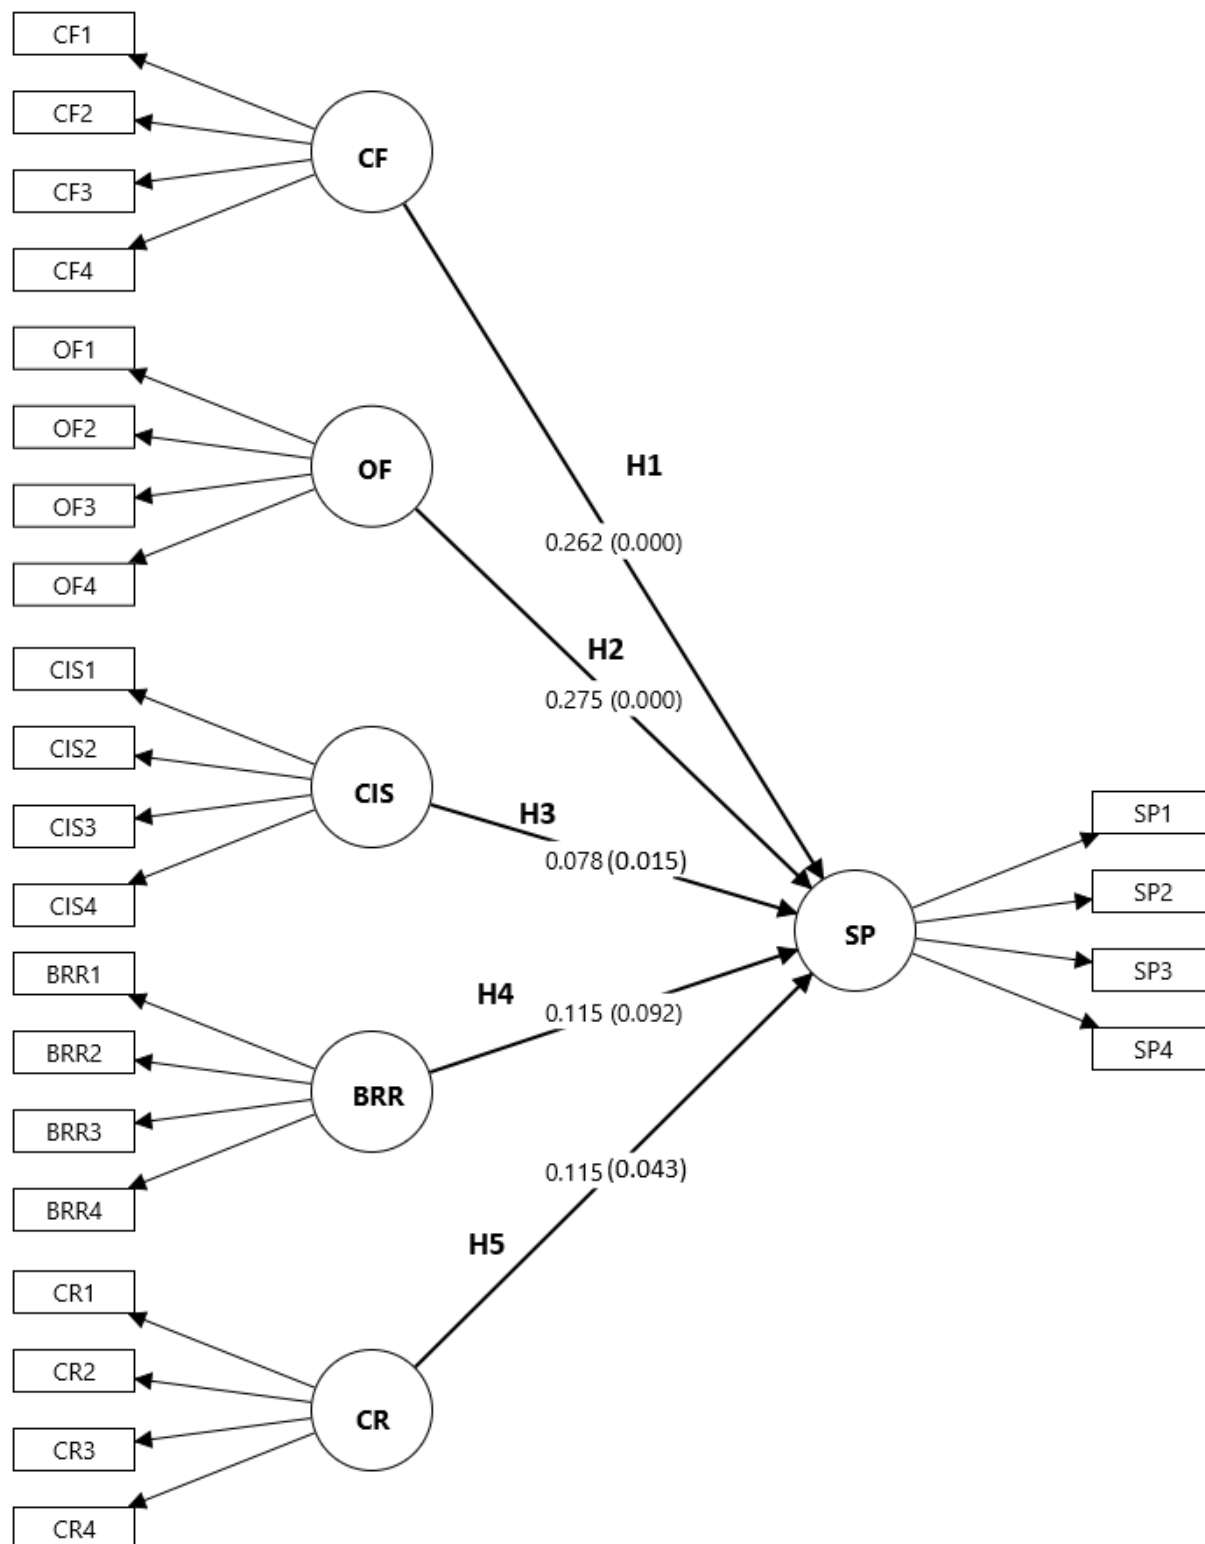 CF1
CF2
CF3
CF4
CF
OF1
OF2
OF3
OF4
OF
CIS1
CIS2
CIS3
CIS4
CIS
BRR1
BRR2
BRR3
BRR4
BRR
CR1
CR2
CR3
CR4
CR
H1
0.262 (0.000)
H2
0.275 (0.000)
H3
0.078 (0.015)
H4
0.115 (0.092)
0.115 (0.043)
H5
SP
SP1
SP2
SP3
SP4